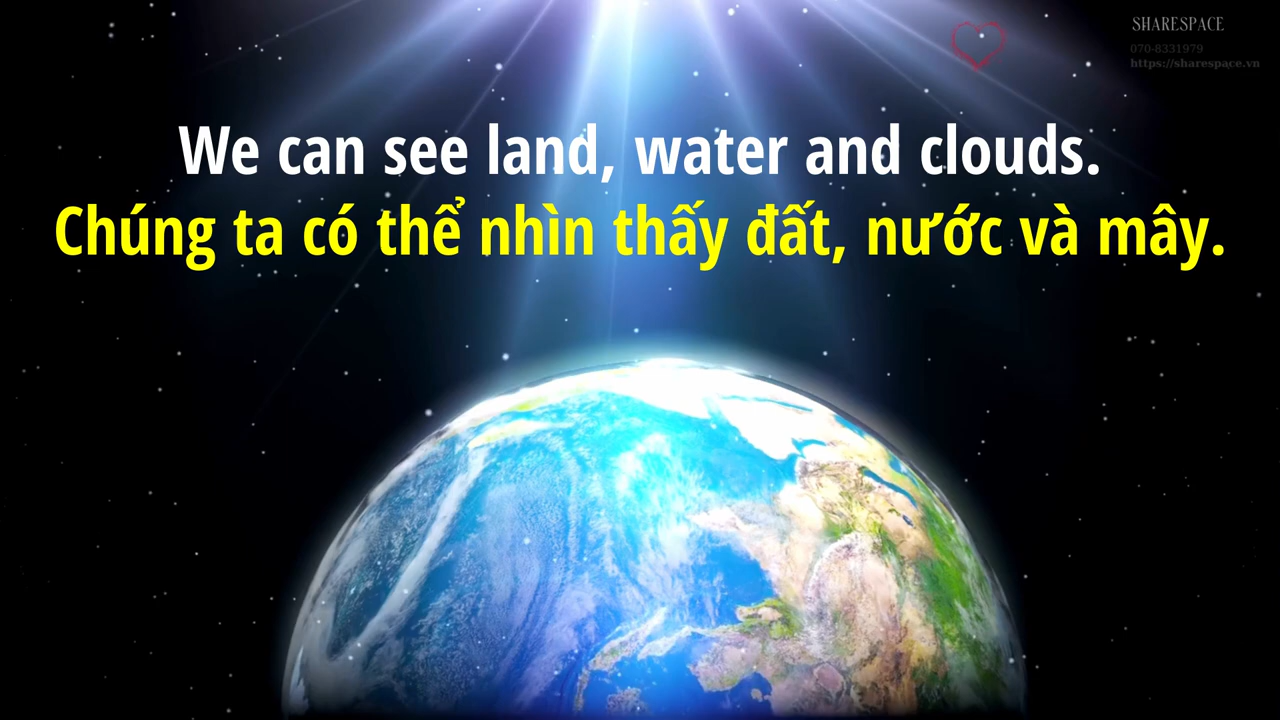 SHARESPACE
070-8331979
https://sharespace.vn
We can see land, water and clouds.
Chúng ta có thể nhìn thấy đất, nước và mây.